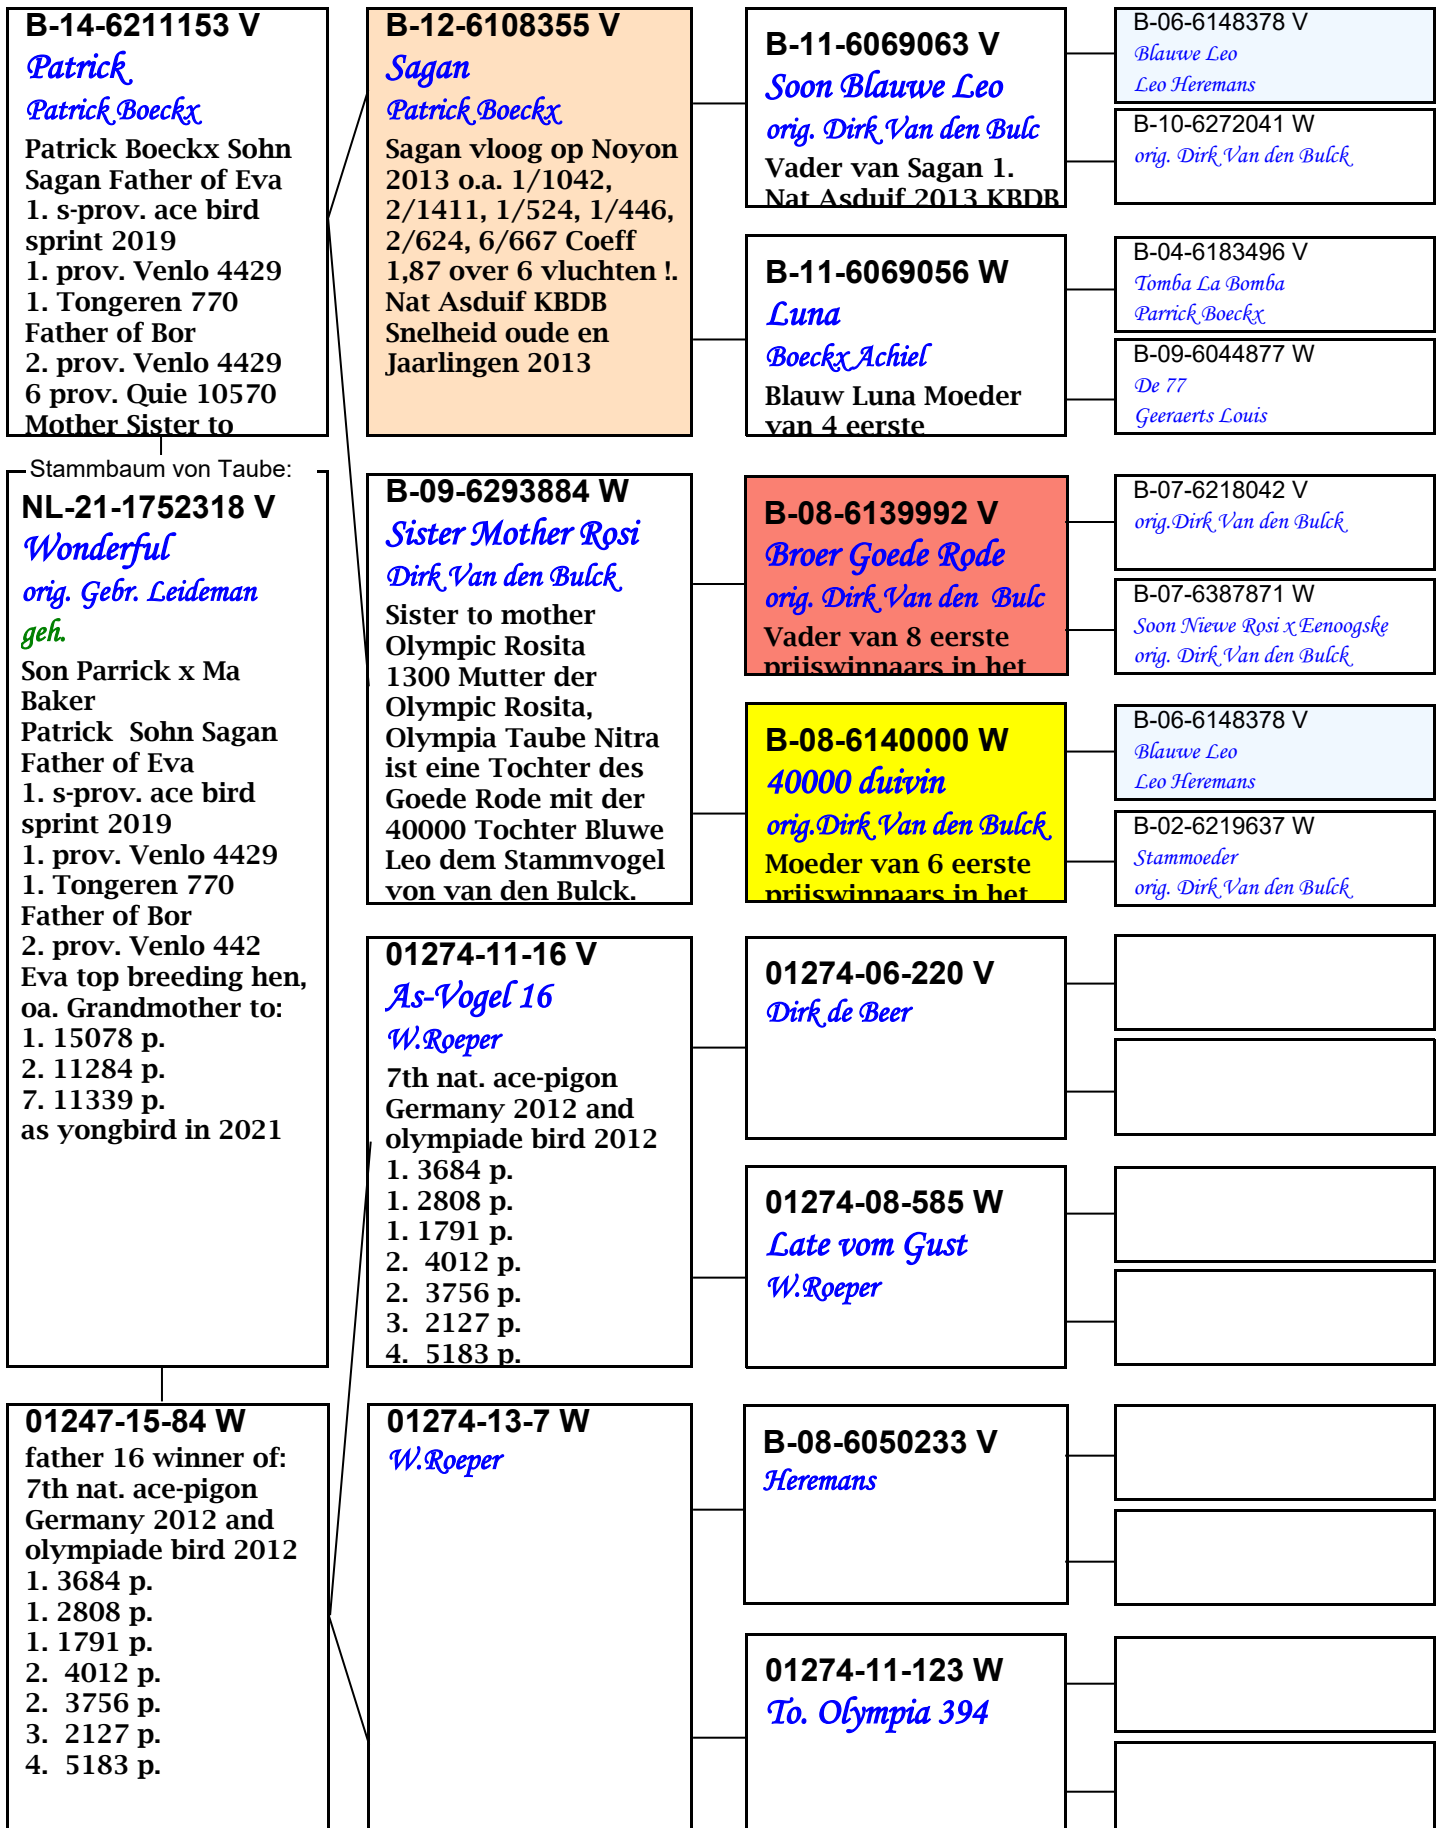 B-14-6211153 V
Patrick
Patrick Boeckx
Patrick Boeckx Sohn
Sagan Father of Eva
1. s-prov. ace bird
sprint 2019
1. prov. Venlo 4429
1. Tongeren 770
Father of Bor
2. prov. Venlo 4429
6 prov. Quie 10570
Mother Sister to
Stammbaum von Taube:
NL-21-1752318 V
Wonderful
orig. Gebr. Leideman
geh.
Son Parrick x Ma
Baker
Patrick  Sohn Sagan
Father of Eva
1. s-prov. ace bird
sprint 2019
1. prov. Venlo 4429
1. Tongeren 770
Father of Bor
2. prov. Venlo 442
Eva top breeding hen,
oa. Grandmother to:
1. 15078 p.
2. 11284 p.
7. 11339 p.
as yongbird in 2021
01247-15-84 W
father 16 winner of:
7th nat. ace-pigon
Germany 2012 and
olympiade bird 2012
1. 3684 p.
1. 2808 p.
1. 1791 p.
2.  4012 p.
2.  3756 p.
3.  2127 p.
4.  5183 p.
B-12-6108355 V
Sagan
Patrick Boeckx
Sagan vloog op Noyon
2013 o.a. 1/1042,
2/1411, 1/524, 1/446,
2/624, 6/667 Coeff
1,87 over 6 vluchten !.
Nat Asduif KBDB
Snelheid oude en
Jaarlingen 2013
B-09-6293884 W
Sister Mother Rosi
Dirk Van den Bulck
Sister to mother
Olympic Rosita
1300 Mutter der
Olympic Rosita,
Olympia Taube Nitra
ist eine Tochter des
Goede Rode mit der
40000 Tochter Bluwe
Leo dem Stammvogel
von van den Bulck.
01274-11-16 V
As-Vogel 16
W.Roeper
7th nat. ace-pigon
Germany 2012 and
olympiade bird 2012
1. 3684 p.
1. 2808 p.
1. 1791 p.
2.  4012 p.
2.  3756 p.
3.  2127 p.
4.  5183 p.
01274-13-7 W
W.Roeper
B-11-6069063 V
Soon Blauwe Leo
orig. Dirk Van den Bulc
Vader van Sagan 1.
Nat Asduif 2013 KBDB
B-11-6069056 W
Luna
Boeckx Achiel
Blauw Luna Moeder
van 4 eerste
B-08-6139992 V
Broer Goede Rode
orig. Dirk Van den  Bulc
Vader van 8 eerste
prijswinnaars in het
B-08-6140000 W
40000 duivin
orig.Dirk Van den Bulck
Moeder van 6 eerste
prijswinnaars in het
01274-06-220 V
Dirk de Beer
01274-08-585 W
Late vom Gust
W.Roeper
B-08-6050233 V
Heremans
01274-11-123 W
To. Olympia 394
B-06-6148378 V
Blauwe Leo
Leo Heremans
B-10-6272041 W
orig. Dirk Van den Bulck
B-04-6183496 V
Tomba La Bomba
Parrick Boeckx
B-09-6044877 W
De 77
Geeraerts Louis
B-07-6218042 V
orig.Dirk Van den Bulck
B-07-6387871 W
Soon Niewe Rosi x Eenoogske
orig. Dirk Van den Bulck
B-06-6148378 V
Blauwe Leo
Leo Heremans
B-02-6219637 W
Stammoeder
orig. Dirk Van den Bulck